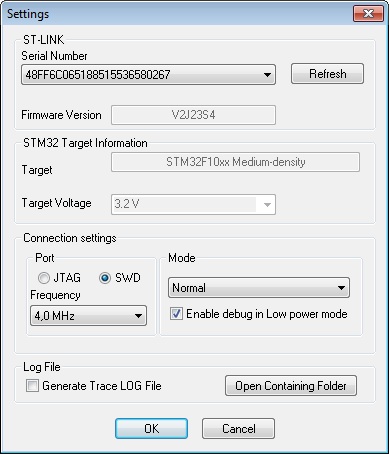 Settings
ST-LINK
Serial Number
48FF6C065188515536580267
Refresh
Firmware Version V2J23S4
STM32 Target Information
Target STM32F10xx Medium-density
Target Voltage 3.2 V
Connection settings
Port
JTAG SWD
Frequency
4,0 MHz
Mode
Normal
Enable debug in Low power mode
Log File
Generate Trace LOG File Open Containing Folder
OK Cancel